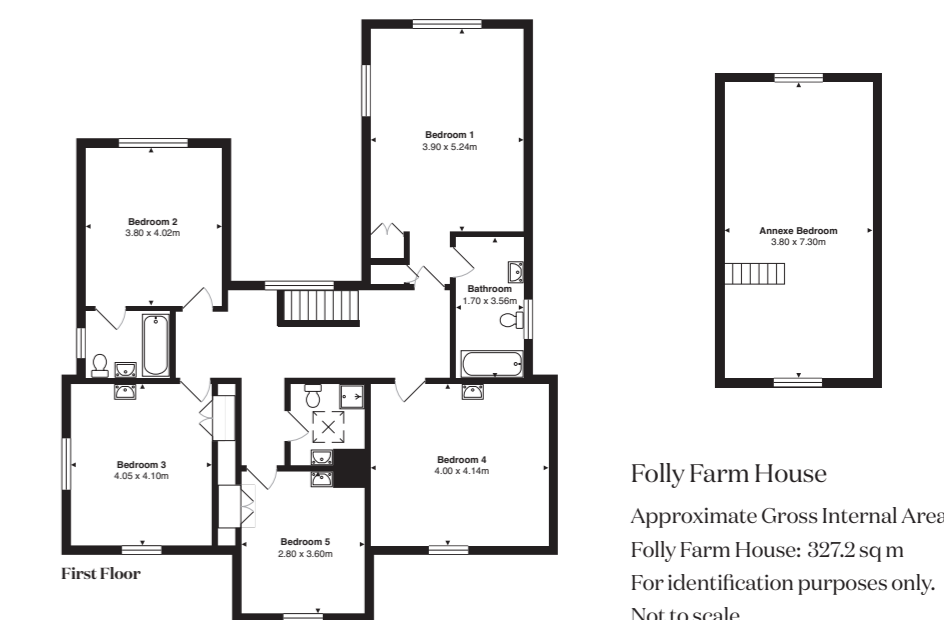 Bedroom 1
3.90 x 5.24m
Bedroom 2
3.80 x 4.02m
Annexe Bedroom
3.80 x 7.30m
Bathroom
1.70 x 3.56m
Bedroom 3
4.05 x 4.10m
Bedroom 4
4.00 x 4.14m
Bedroom 5
2.80 x 3.60m
First Floor
Folly Farm House
Approximate Gross Internal Area
Folly Farm House: 327.2 sq m
For identification purposes only.
Not to scale